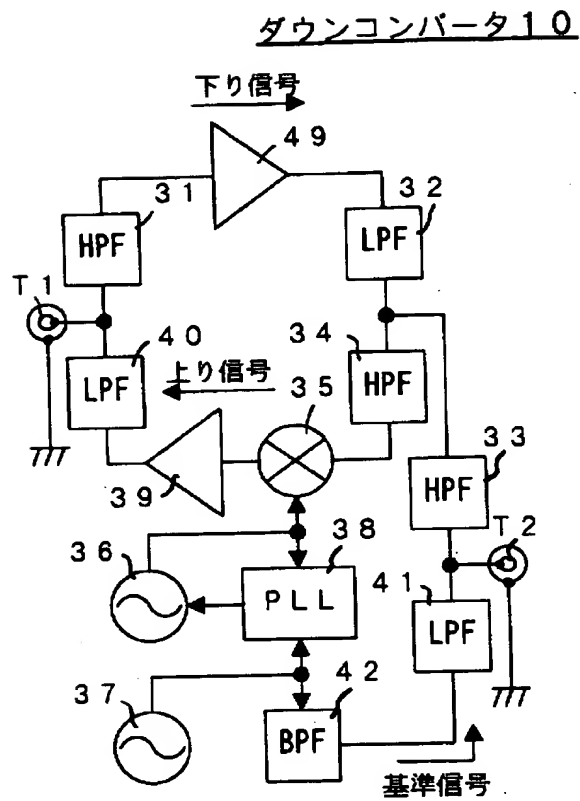 ダウンコンバータ１０
下り信号
４９
３１
３２
HPF
LPF
Ｔ１
４０
３４
上り信号
３５
LPF
HPF
３９
３３
HPF
３６
３８
Ｔ２
ＰＬＬ
４１
LPF
３７
４２
BPF
基準信号